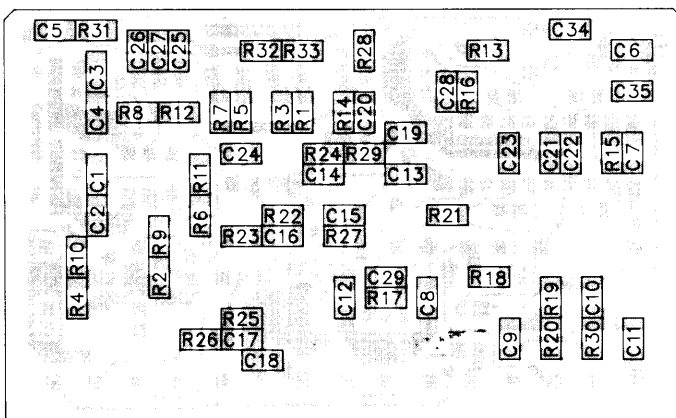 C5 R31 C34
C26 C27 C25 R32 R33 R28 R13 C6
C3
C28 R16 C35
C4 R8 R12 R7 R5 R3 R1 R14 C20
C19
C24 R24 R29 C23 C21 C22 R15 C7
C1 R11 C14 C13
C2 R6 R22 C15 R21
R9 R23 C16 R27
R10
R2 C29 R18
R4 C12 R17 C8 R19 C10
R25
R26 C17 C9 R20 R30 C11
C18